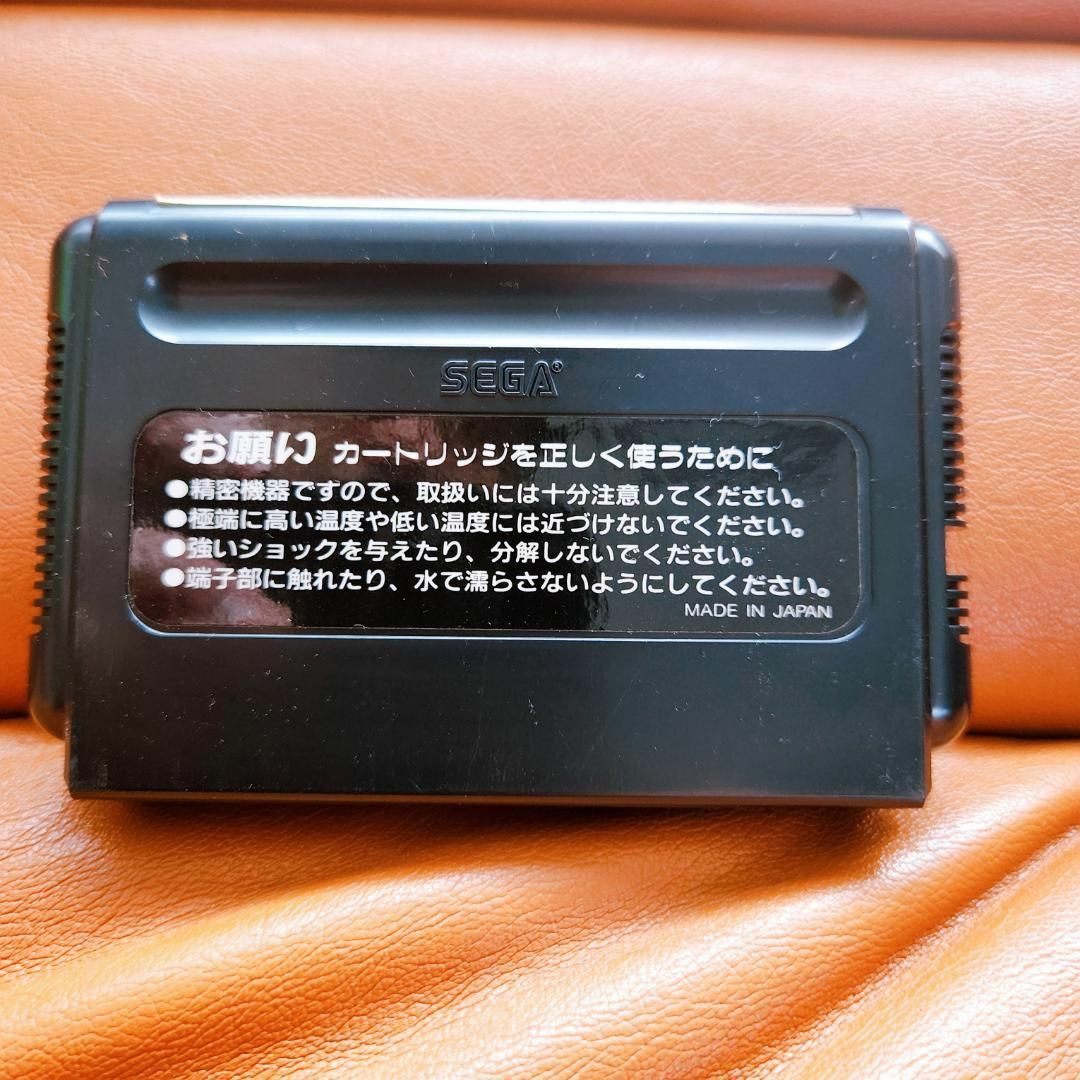 SEGA®
お願い カートリッジを正しく使うために
●精密機器ですので、取扱いには十分注意してください。
●極端に高い温度や低い温度には近づけないでください。
●強いショックを与えたり、分解しないでください。
●端子部に触れたり、水で濡らさないようにしてください。
MADE IN JAPAN